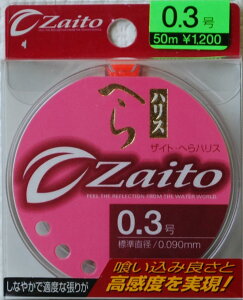 Zaito
0.3号
50m ¥1,200
ハリス
へら
ザイト・へらハリス
Zaito
FEEL THE REFLECTION FROM THE WATER WORLD.
0.3号
標準直径/0.090mm
しなやかで適度な張りが
喰い込み良さと
高感度を実現!